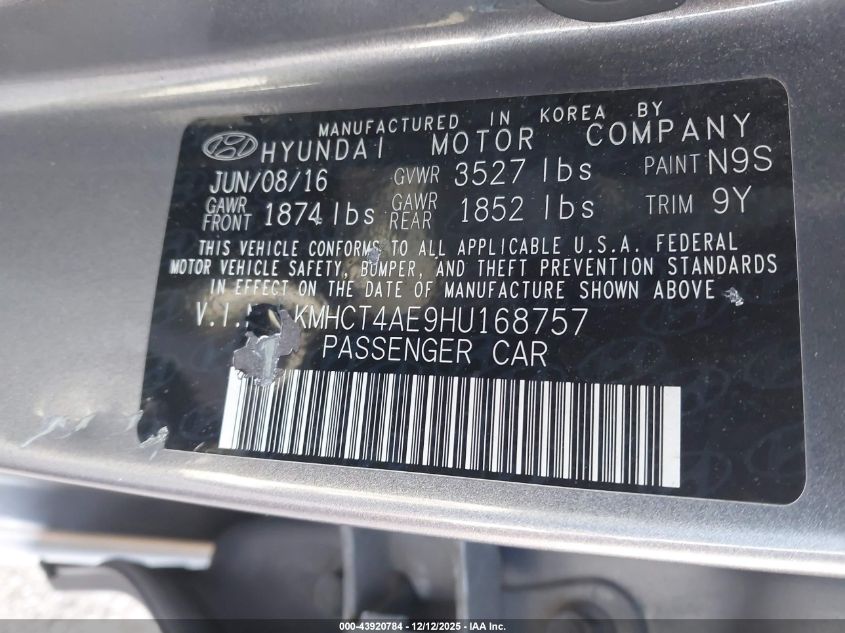 MANUFACTURED IN KOREA BY
HYUNDAI MOTOR COMPANY
JUN/08/16 GVWR 3527 lbs PAINT N9S
GAWR FRONT 1874 lbs GAWR REAR 1852 lbs TRIM 9Y
THIS VEHICLE CONFORMS TO ALL APPLICABLE U.S.A. FEDERAL
MOTOR VEHICLE SAFETY, BUMPER, AND THEFT PREVENTION STANDARDS
IN EFFECT ON THE DATE OF MANUFACTURE SHOWN ABOVE
V.I. KMHCT4AE9HU168757
PASSENGER CAR
000-43920784 - 12/12/2025 - IAA Inc.